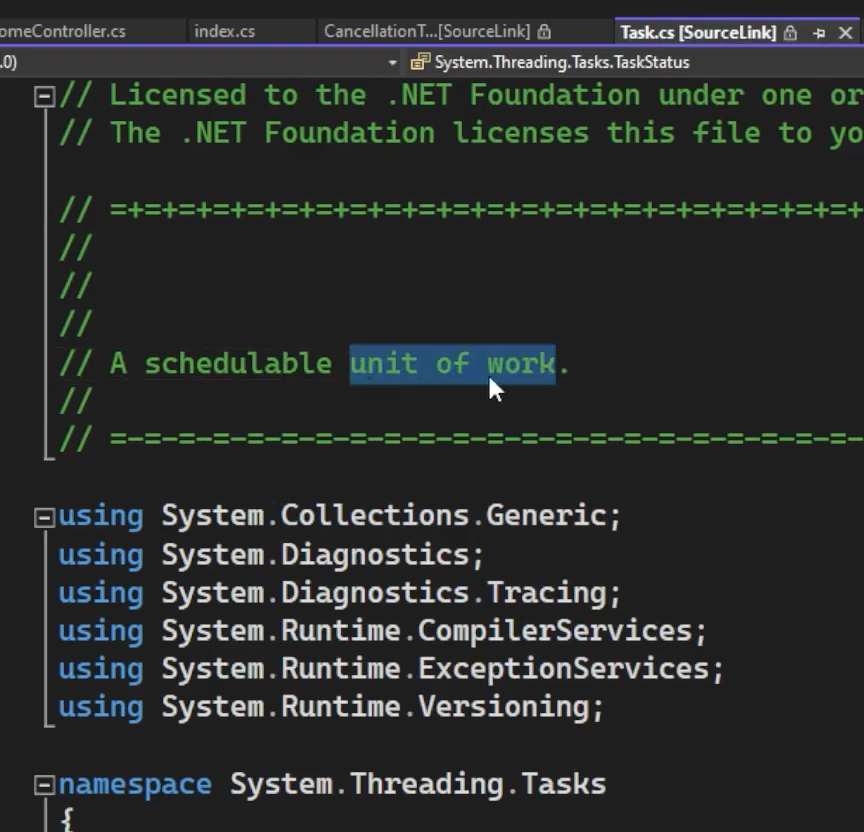 omeController.cs index.cs CancellationT...[SourceLink] Task.cs [SourceLink]
.0) System.Threading.Tasks.TaskStatus
// Licensed to the .NET Foundation under one or
// The .NET Foundation licenses this file to yo
// =+=+=+=+=+=+=+=+=+=+=+=+=+=+=+=+=+=+=+=+=+=+
//
//
//
// A schedulable unit of work.
//
// =-=-=-=-=-=-=-=-=-=-=-=-=-=-=-=-=-=-=-=-=-=-
using System.Collections.Generic;
using System.Diagnostics;
using System.Diagnostics.Tracing;
using System.Runtime.CompilerServices;
using System.Runtime.ExceptionServices;
using System.Runtime.Versioning;
namespace System.Threading.Tasks
{